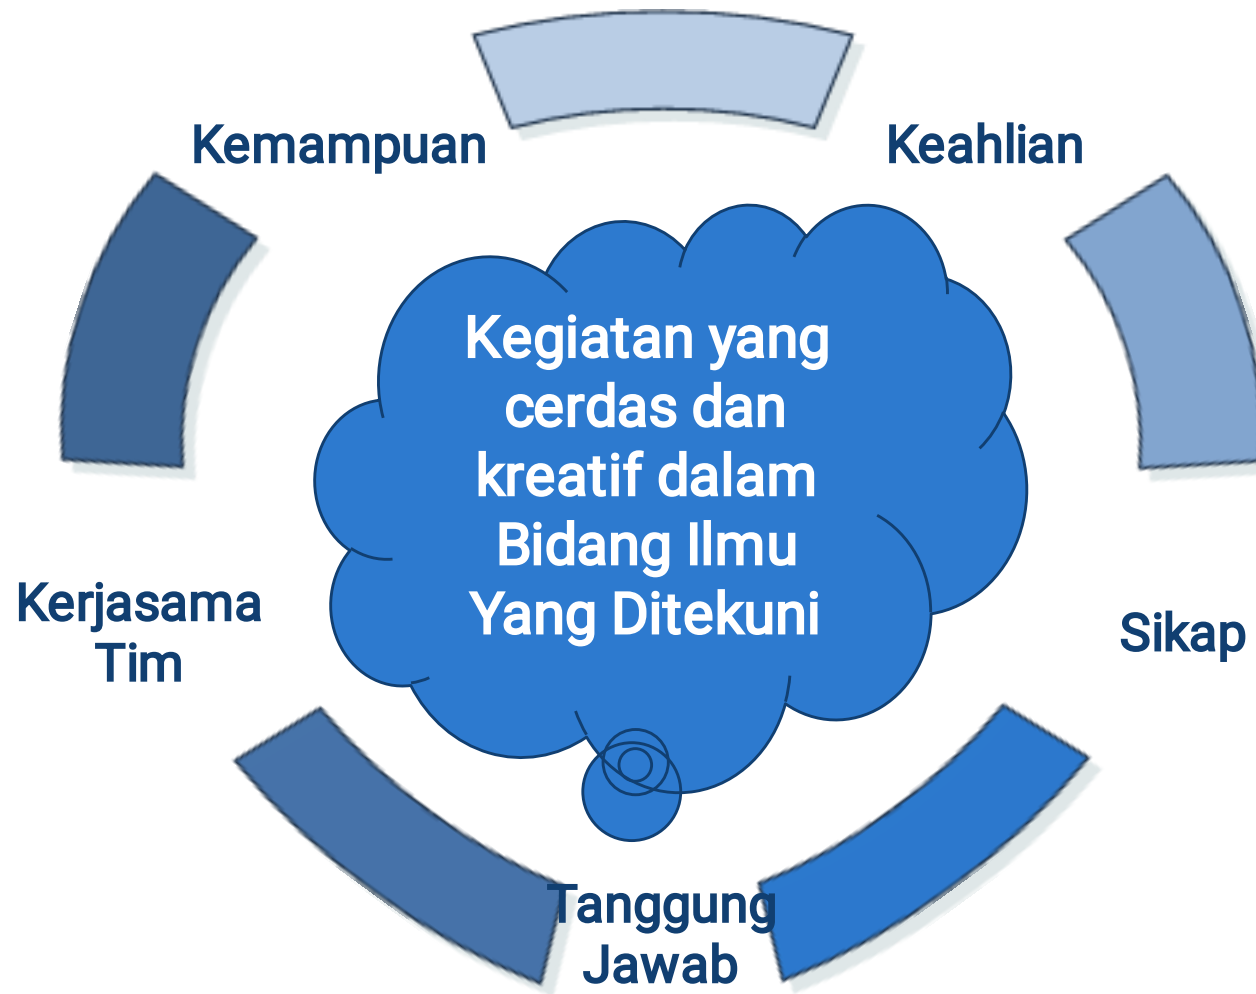 Kemampuan
Keahlian
Kegiatan yang
cerdas dan
kreatif dalam
Bidang Ilmu
Yang Ditekuni
Kerjasama
Tim
Sikap
Tanggung
Jawab